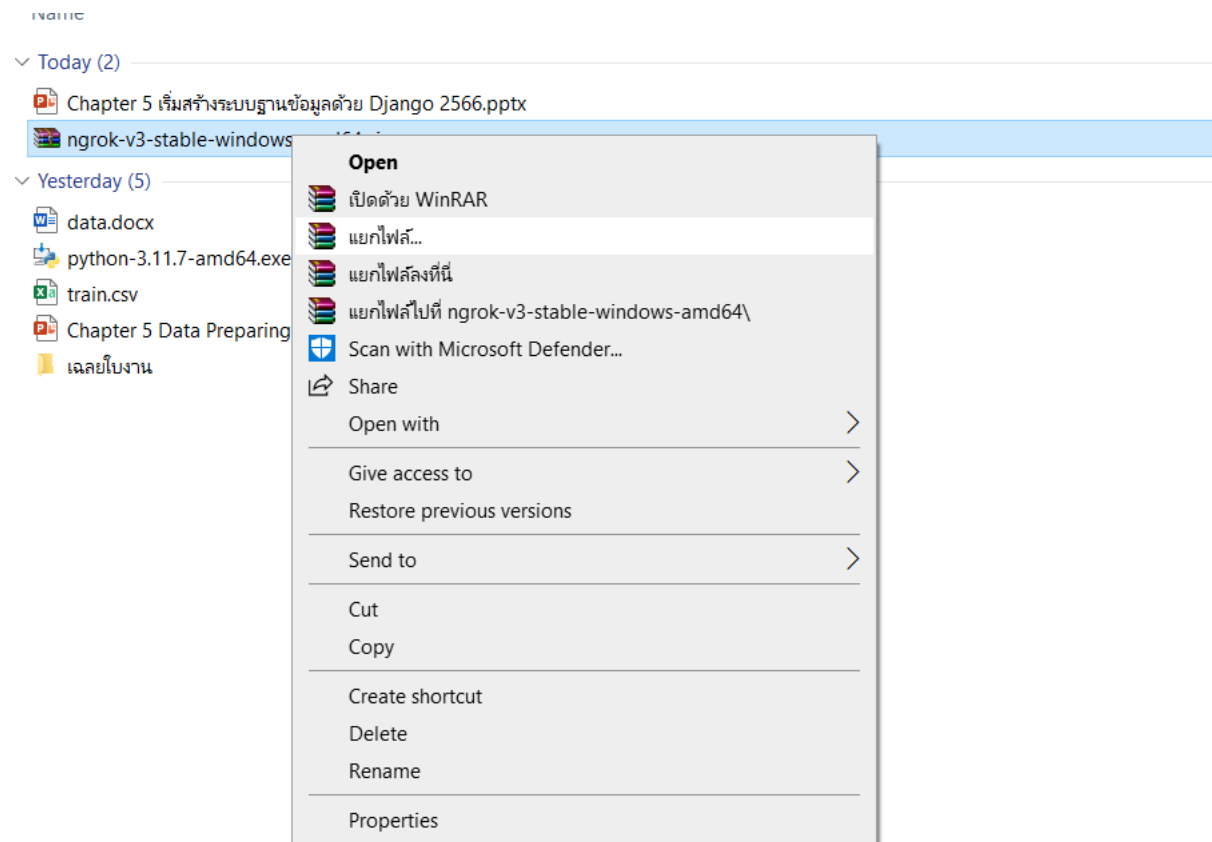 Name
Today (2)
Chapter 5 เริ่มสร้างระบบฐานข้อมูลด้วย Django 2566.pptx
ngrok-v3-stable-windows
Open
Yesterday (5)
เปิดด้วย WinRAR
data.docx
แยกไฟล์...
python-3.11.7-amd64.exe
แยกไฟล์ลงที่นี่
train.csv
แยกไฟล์ไปที่ ngrok-v3-stable-windows-amd64\
Chapter 5 Data Preparing
Scan with Microsoft Defender...
เฉลยใบงาน
Share
Open with
Give access to
Restore previous versions
Send to
Cut
Copy
Create shortcut
Delete
Rename
Properties